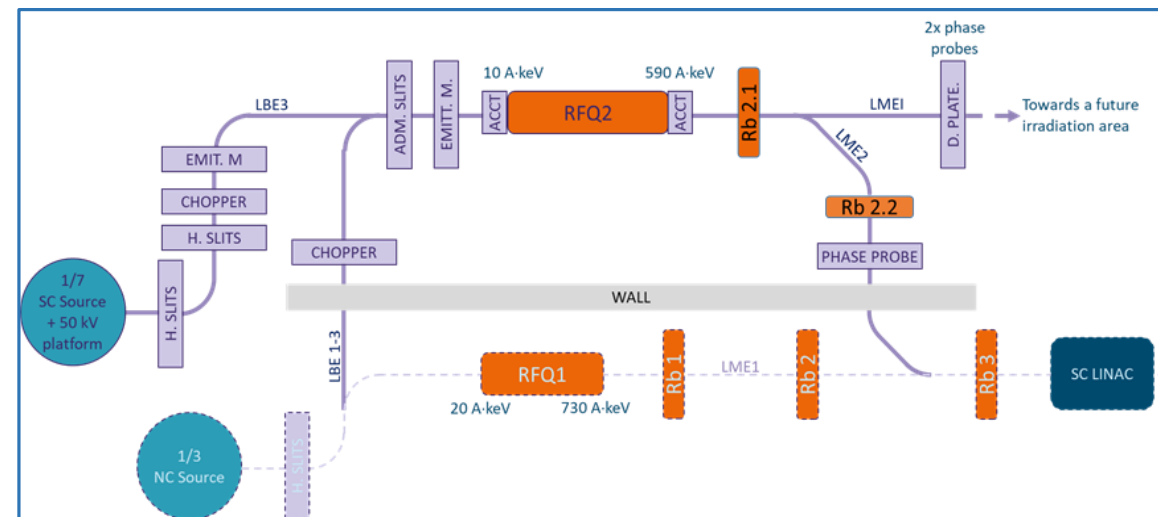 2x phase
probes
10 A·keV
590 A·keV
LBE3
ADM. SLITS
EMITT. M.
ACCT
RFQ2
ACCT
Rb 2.1
LMEI
D. PLATE.
Towards a future
irradiation area
EMIT. M
LME2
CHOPPER
Rb 2.2
H. SLITS
CHOPPER
PHASE PROBE
1/7
SC Source
+ 50 kV
platform
H. SLITS
WALL
LBE 1-3
RFQ1
Rb 1
LME1
Rb 2
Rb 3
SC LINAC
20 A·keV
730 A·keV
1/3
NC Source
H. SLITS